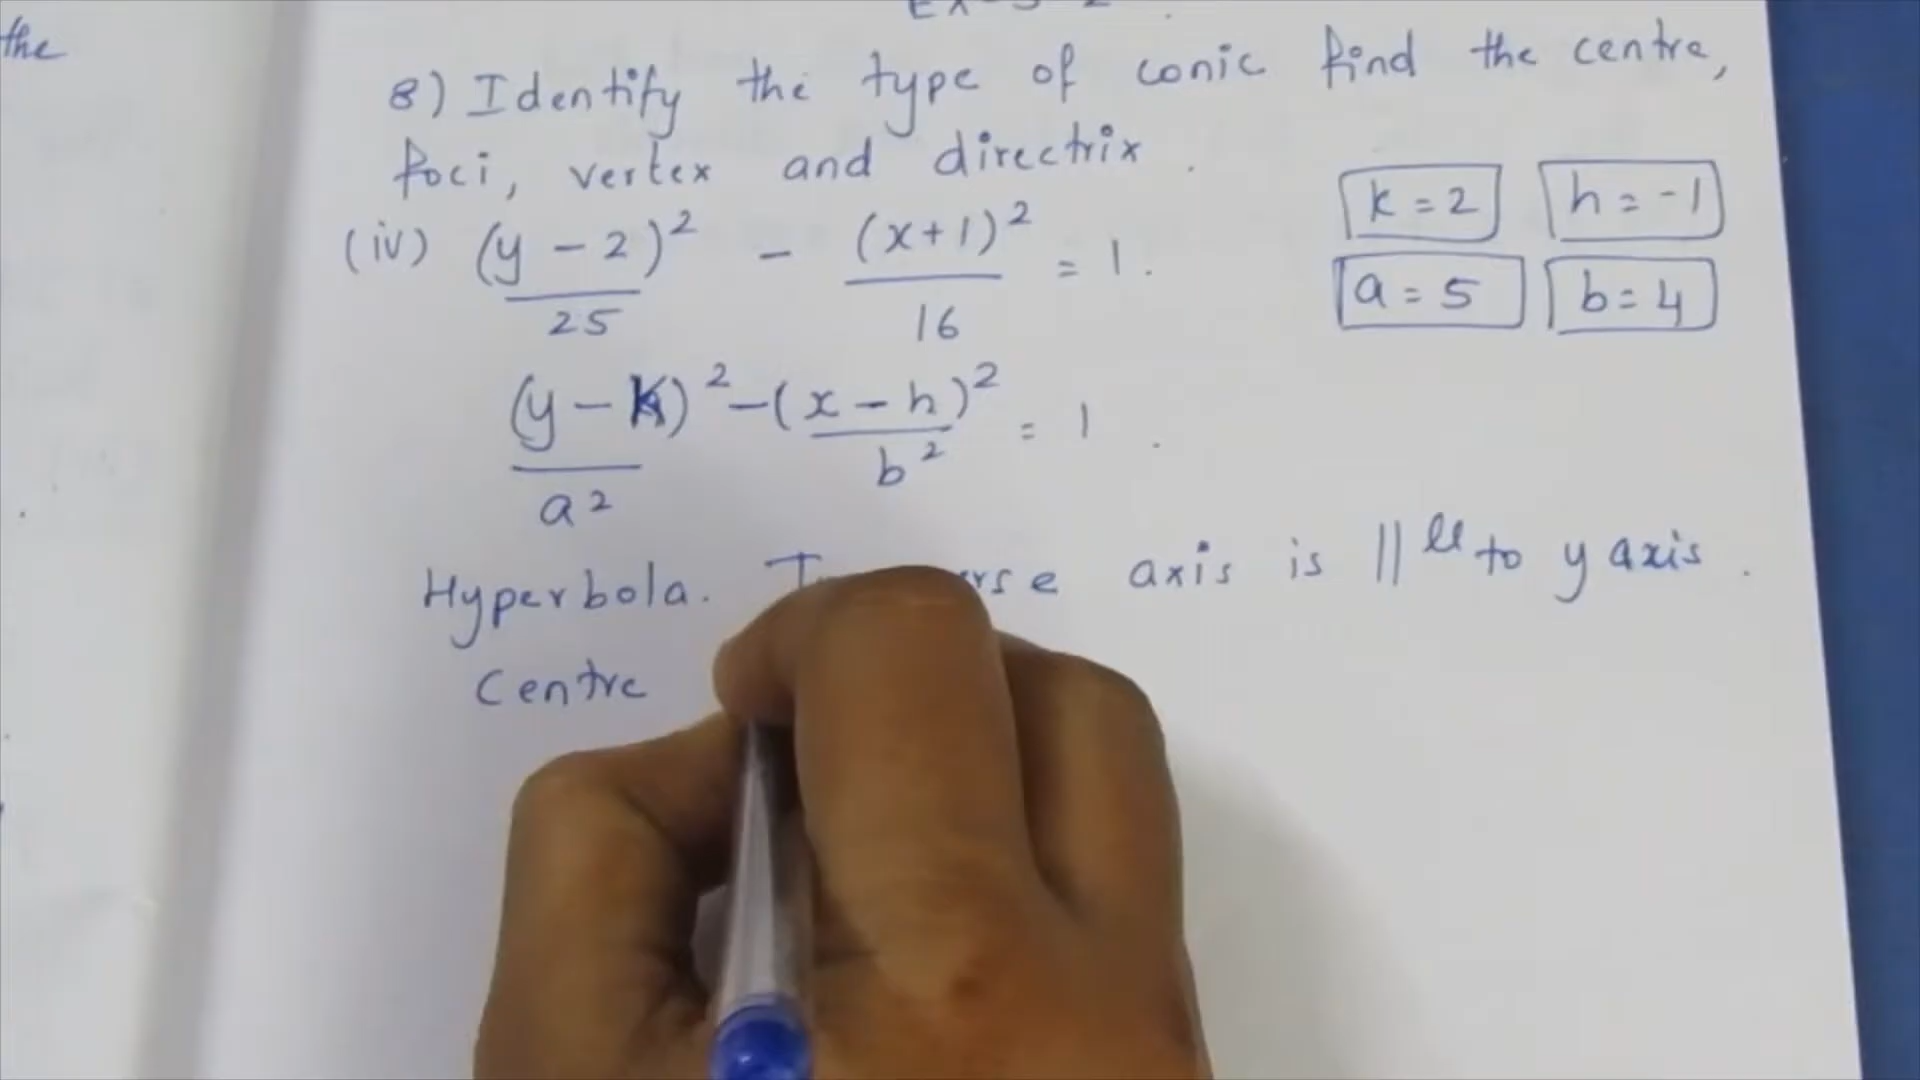 the
8) Identify the type of conic find the centre,
foci, vertex and directrix.
k = 2 h = -1
(iv) (y - 2)²/25 - (x+1)²/16 = 1.
a = 5 b = 4
(y - k)²/a² - (x - h)²/b² = 1.
Hyperbola. axis is ||ˡˡ to y axis.
Centre